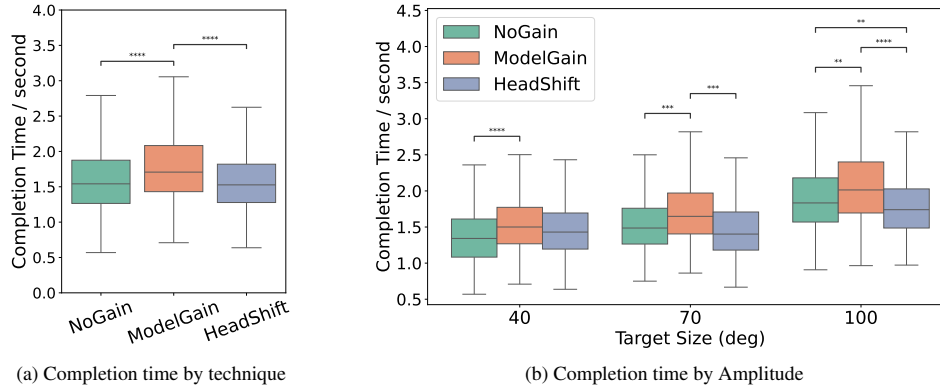 Completion Time / second
4.0
3.5
3.0
2.5
2.0
1.5
1.0
0.5
0.0
****
****
NoGain
ModelGain
HeadShift
(a) Completion time by technique
Completion Time / second
4.5
4.0
3.5
3.0
2.5
2.0
1.5
1.0
0.5
NoGain
ModelGain
HeadShift
****
***
***
**
****
**
40
70
100
Target Size (deg)
(b) Completion time by Amplitude